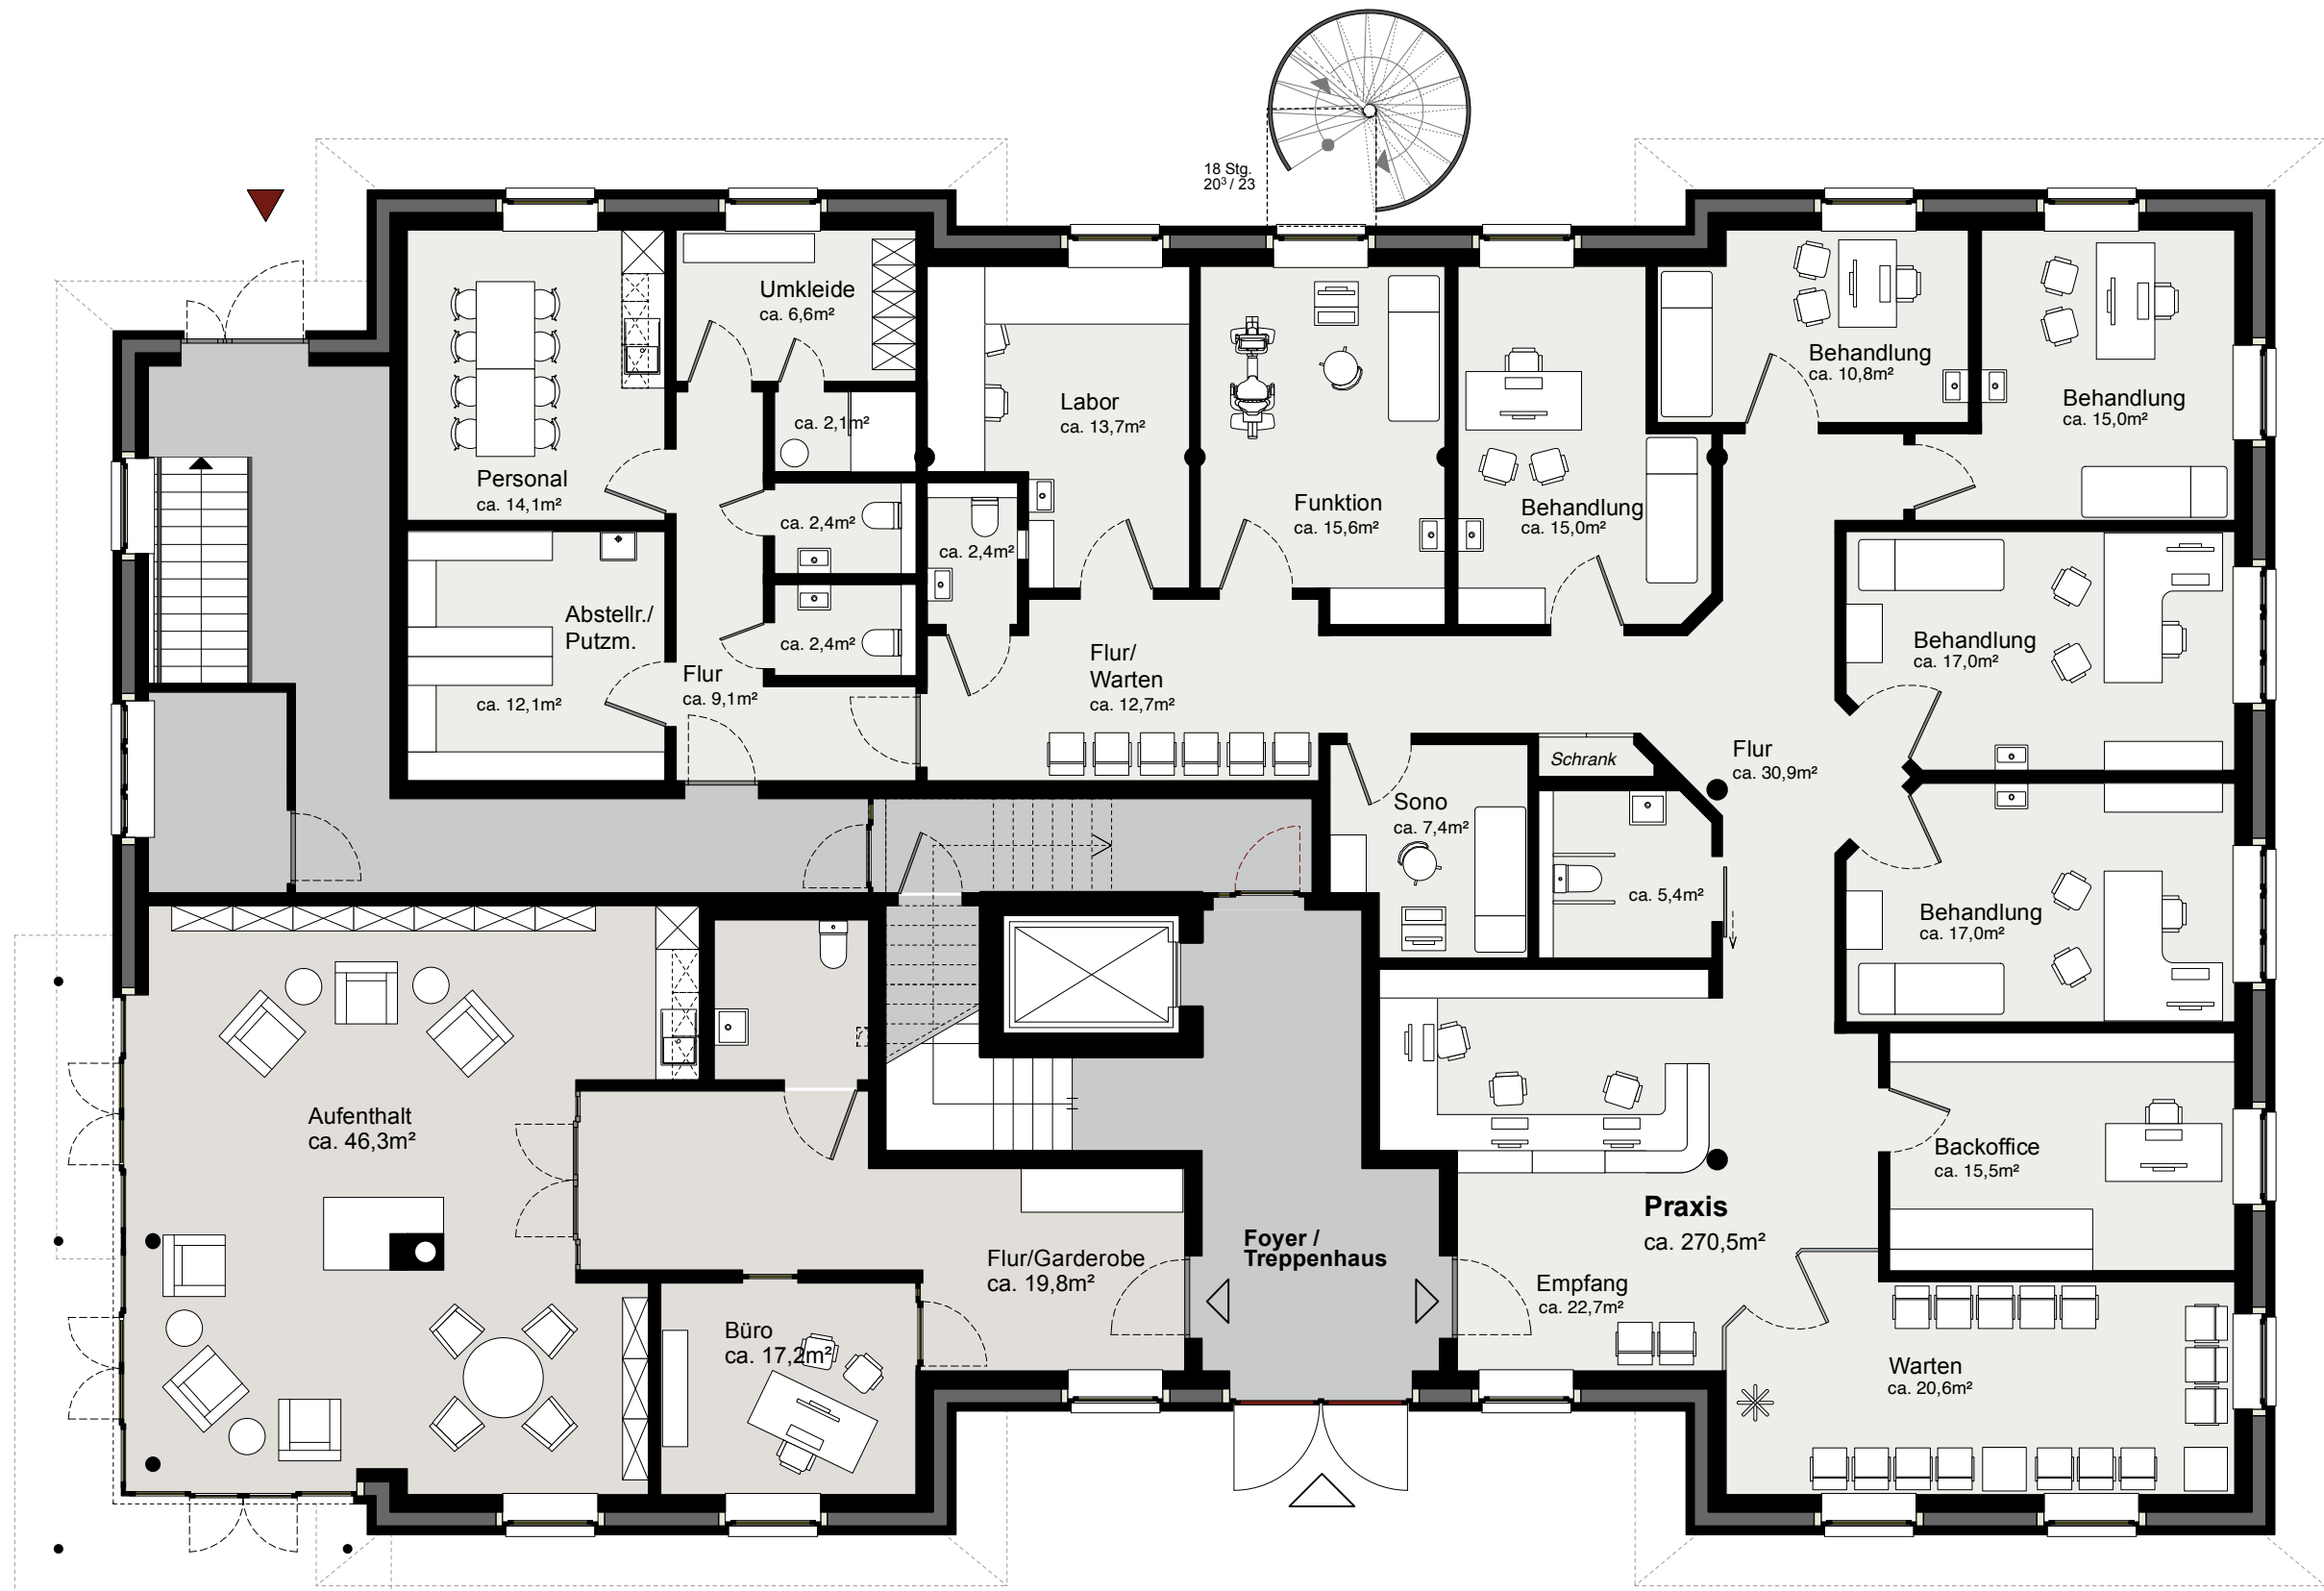 18 Stg.
20³ / 23
Umkleide
ca. 6,6m²
Behandlung
ca. 10,8m²
Behandlung
ca. 15,0m²
Labor
ca. 13,7m²
ca. 2,1m²
Personal
ca. 14,1m²
Funktion
ca. 15,6m²
Behandlung
ca. 15,0m²
ca. 2,4m²
ca. 2,4m²
Abstellr./
Putzm.
ca. 12,1m²
ca. 2,4m²
Flur
ca. 9,1m²
Flur/
Warten
ca. 12,7m²
Behandlung
ca. 17,0m²
Schrank
Flur
ca. 30,9m²
Sono
ca. 7,4m²
ca. 5,4m²
Behandlung
ca. 17,0m²
Aufenthalt
ca. 46,3m²
Backoffice
ca. 15,5m²
Praxis
ca. 270,5m²
Foyer /
Treppenhaus
Flur/Garderobe
ca. 19,8m²
Empfang
ca. 22,7m²
Büro
ca. 17,2m²
Warten
ca. 20,6m²